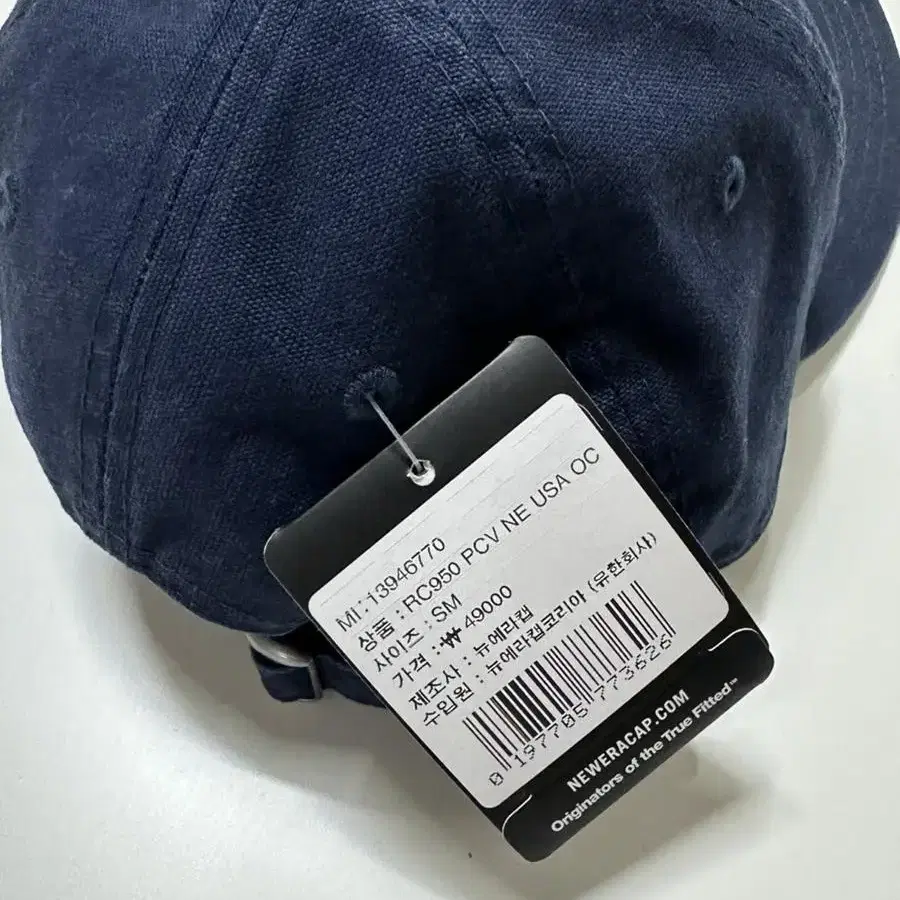 MI : 13946770
상품 : RC950 PCV NE USA OC
사이즈 : SM
가격 : ₩ 49000
제조사 : 뉴에라캡
수입원 : 뉴에라캡코리아 (유한회사)
0 197705 773626
NEWERACAP.COM
Originators of the True Fitted™